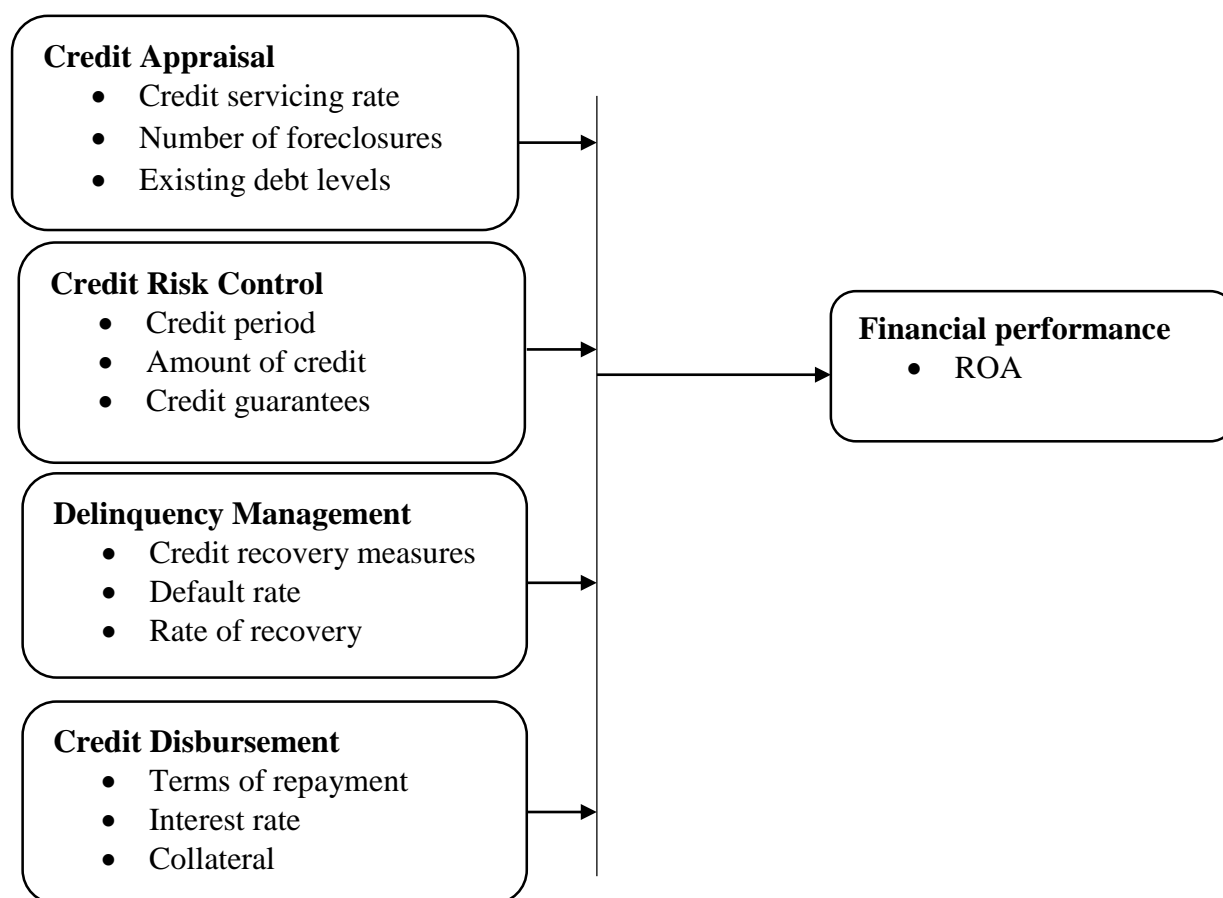 Credit Appraisal
• Credit servicing rate
• Number of foreclosures
• Existing debt levels
Credit Risk Control
• Credit period
• Amount of credit
• Credit guarantees
Delinquency Management
• Credit recovery measures
• Default rate
• Rate of recovery
Credit Disbursement
• Terms of repayment
• Interest rate
• Collateral
Financial performance
• ROA